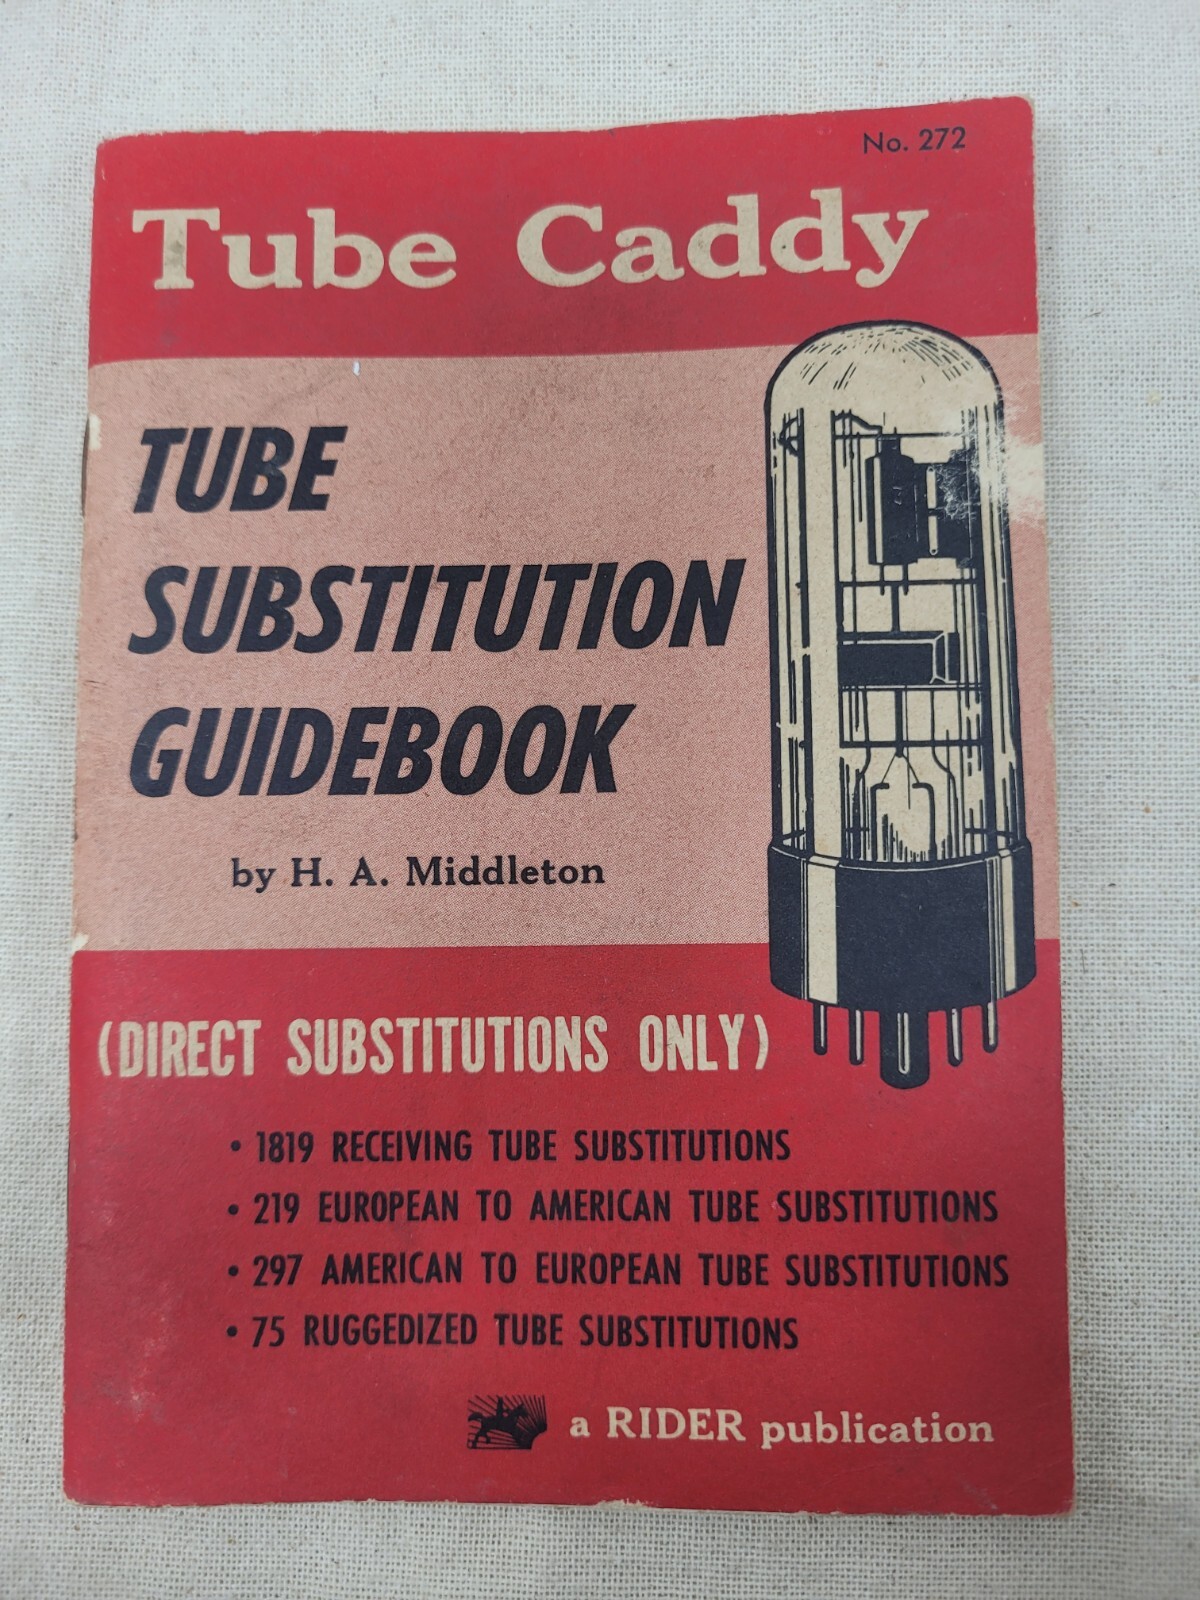 No. 272
Tube Caddy
TUBE
SUBSTITUTION
GUIDEBOOK
by H. A. Middleton
(DIRECT SUBSTITUTIONS ONLY)
• 1819 RECEIVING TUBE SUBSTITUTIONS
• 219 EUROPEAN TO AMERICAN TUBE SUBSTITUTIONS
• 297 AMERICAN TO EUROPEAN TUBE SUBSTITUTIONS
• 75 RUGGEDIZED TUBE SUBSTITUTIONS
a RIDER publication